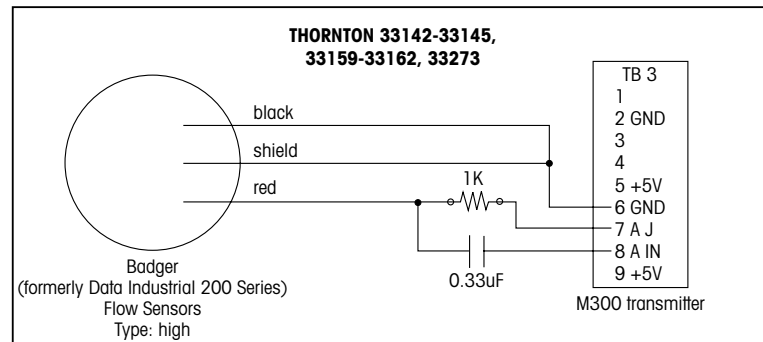 THORNTON 33142-33145,
33159-33162, 33273
black
shield
red
1K
0.33uF
Badger
(formerly Data Industrial 200 Series)
Flow Sensors
Type: high
TB 3
1
2 GND
3
4
5 +5V
6 GND
7 A J
8 A IN
9 +5V
M300 transmitter